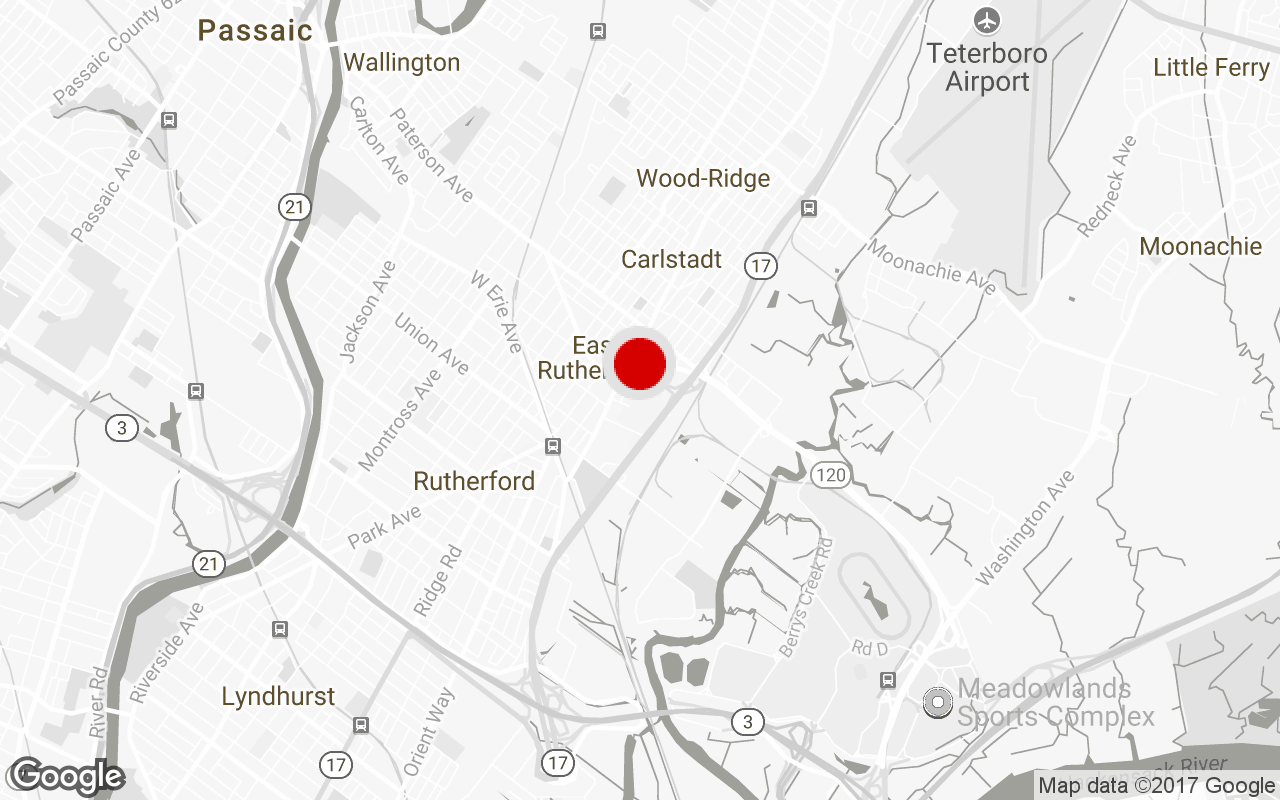 Passaic County 62
Passaic
Wallington
Teterboro
Airport
Little Ferry
Carlton Ave
Paterson Ave
Passaic Ave
Redneck Ave
Wood-Ridge
21
Moonachie
Moonachie Ave
Carlstadt
17
Jackson Ave
W Erie Ave
Union Ave
Montross Ave
3
Rutherford
120
Park Ave
Washington Ave
21
Ridge Rd
Berrys Creek Rd
Riverside Ave
Rd D
River Rd
Lyndhurst
Meadowlands
Sports Complex
Orient Way
3
17
17
River
Google
Map data ©2017 Google